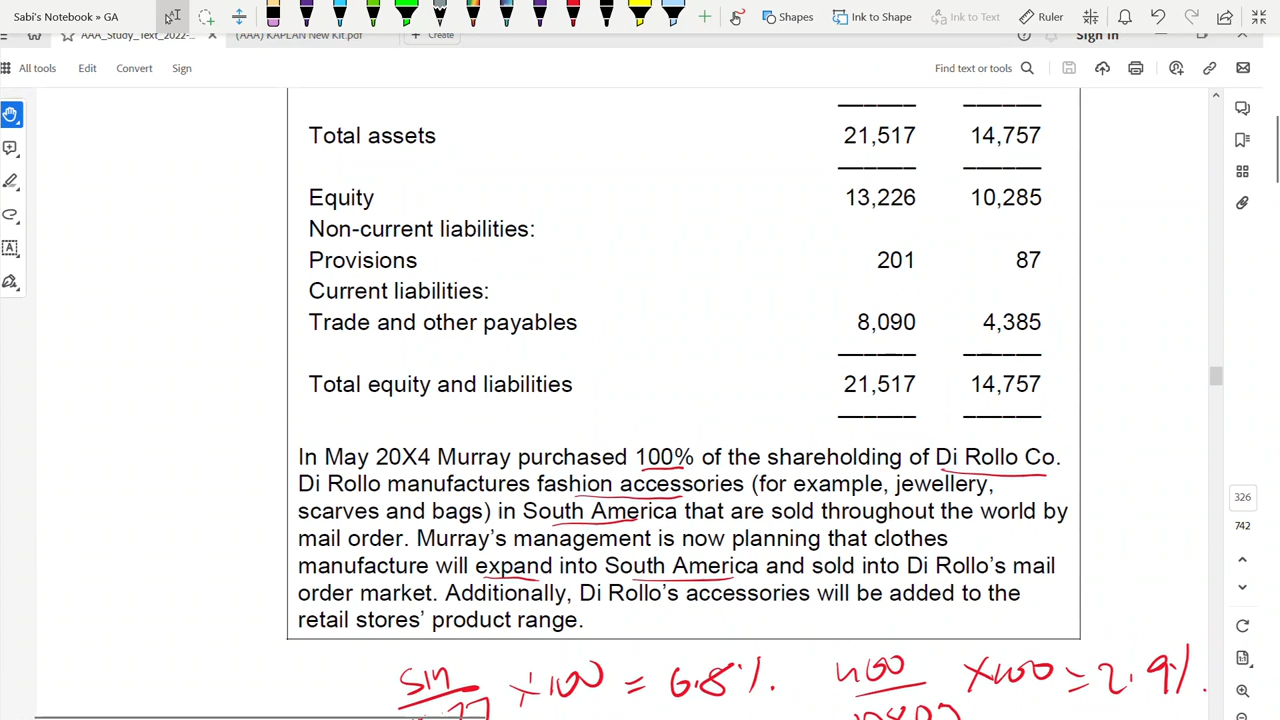 Sabi's Notebook » GA
Shapes
Ink to Shape
Ink to Text
Ruler
AAA_Study_Text_2022-...
(AAA) KAPLAN New Kit.pdf
Create
Sign in
All tools Edit Convert Sign
Find text or tools
Total assets 21,517 14,757
Equity 13,226 10,285
Non-current liabilities:
Provisions 201 87
Current liabilities:
Trade and other payables 8,090 4,385
Total equity and liabilities 21,517 14,757
In May 20X4 Murray purchased 100% of the shareholding of Di Rollo Co.
Di Rollo manufactures fashion accessories (for example, jewellery,
scarves and bags) in South America that are sold throughout the world by
mail order. Murray's management is now planning that clothes
manufacture will expand into South America and sold into Di Rollo's mail
order market. Additionally, Di Rollo's accessories will be added to the
retail stores' product range.
326
742
×100 = 6.8%.
×100 = 2.9%.